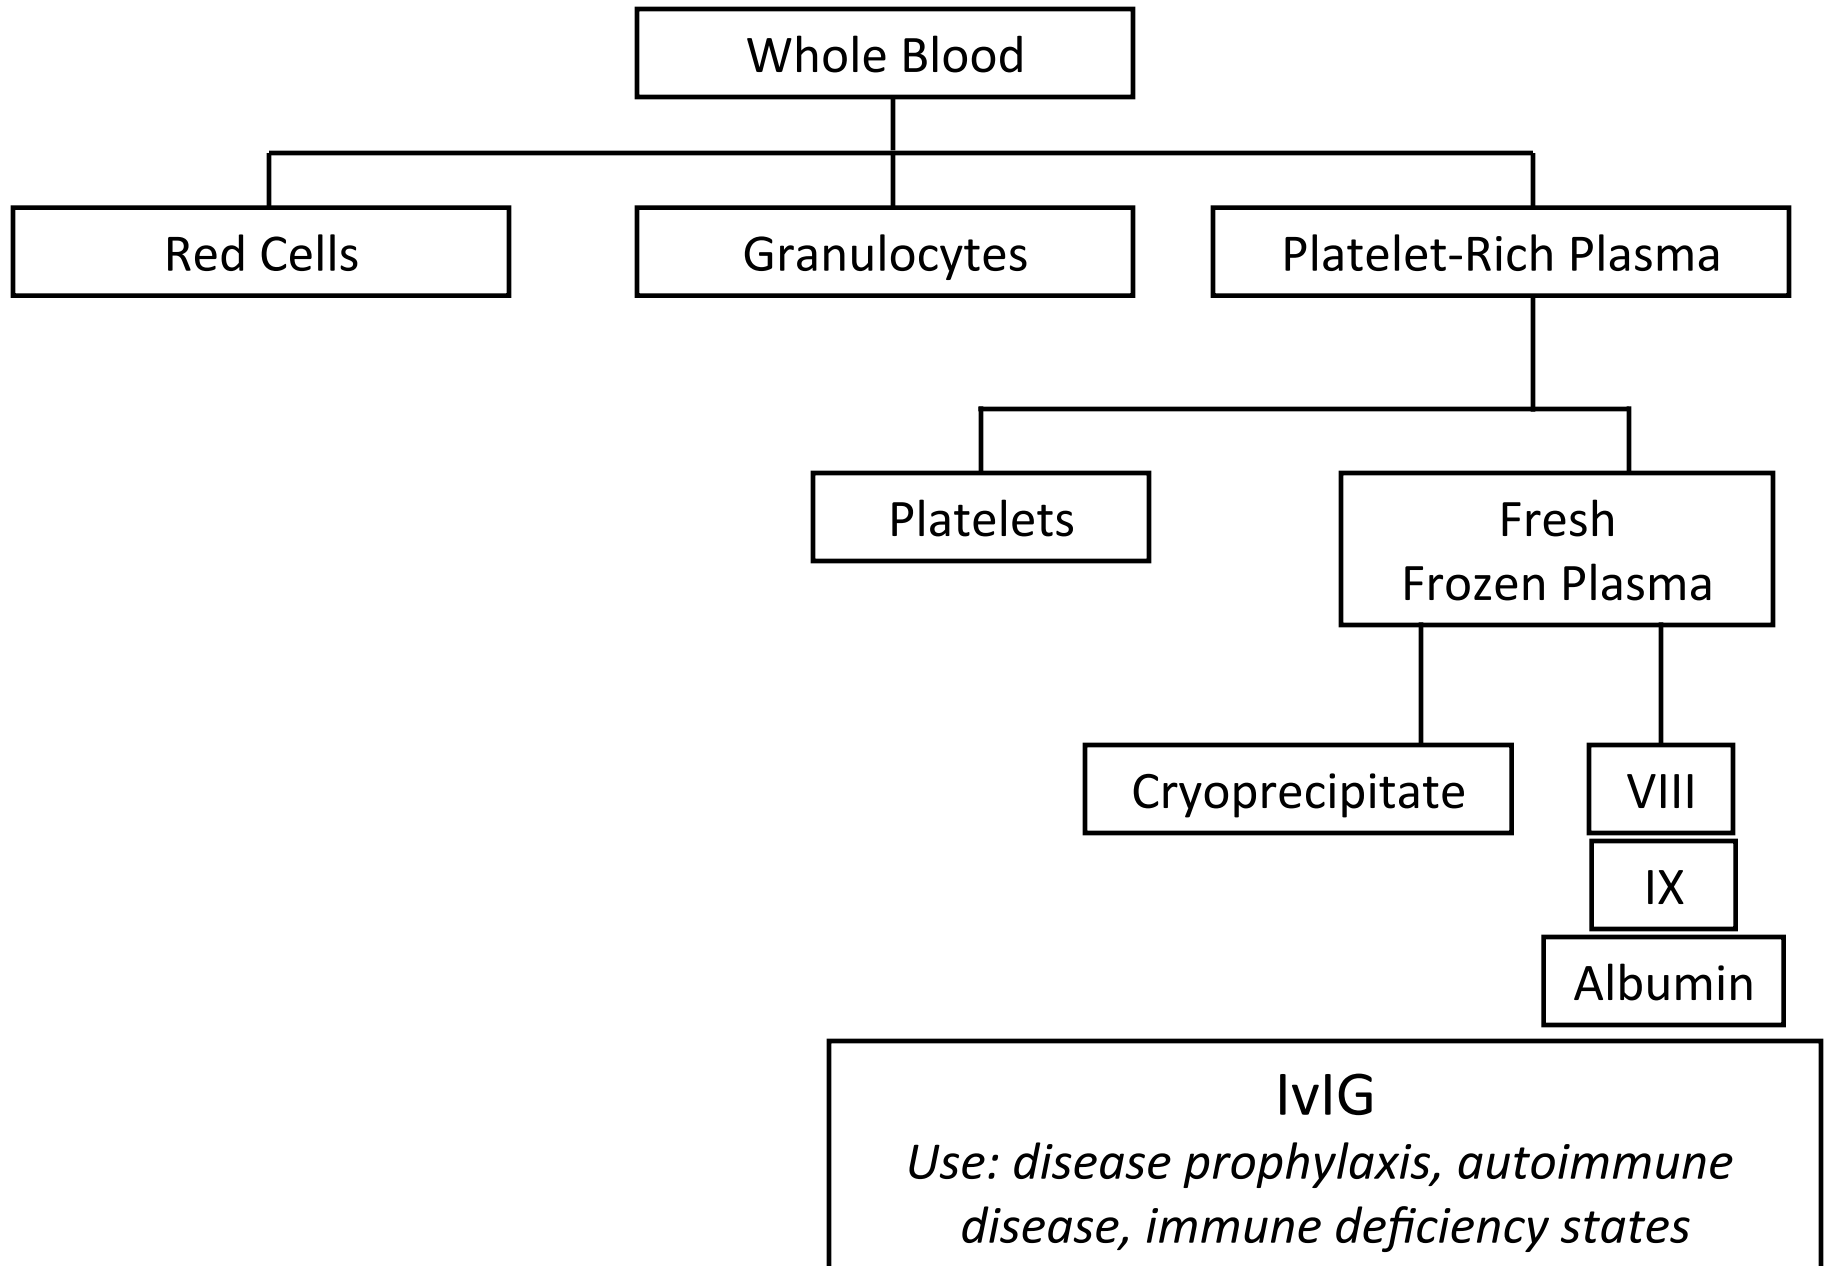 Whole Blood
Red Cells
Granulocytes
Platelet-Rich Plasma
Platelets
Fresh
Frozen Plasma
Cryoprecipitate
VIII
IX
Albumin
IvIG
Use: disease prophylaxis, autoimmune
disease, immune deficiency states